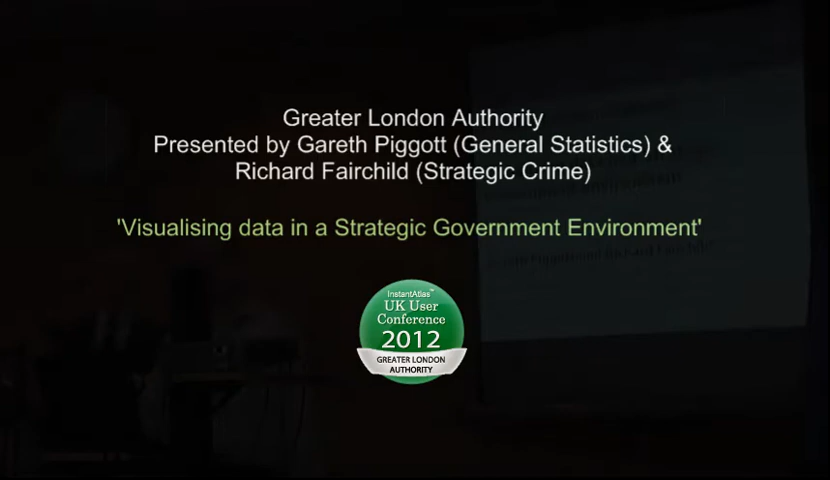 Greater London Authority
Presented by Gareth Piggott (General Statistics) &
Richard Fairchild (Strategic Crime)
'Visualising data in a Strategic Government Environment'
InstantAtlas™
UK User
Conference
2012
GREATER LONDON
AUTHORITY